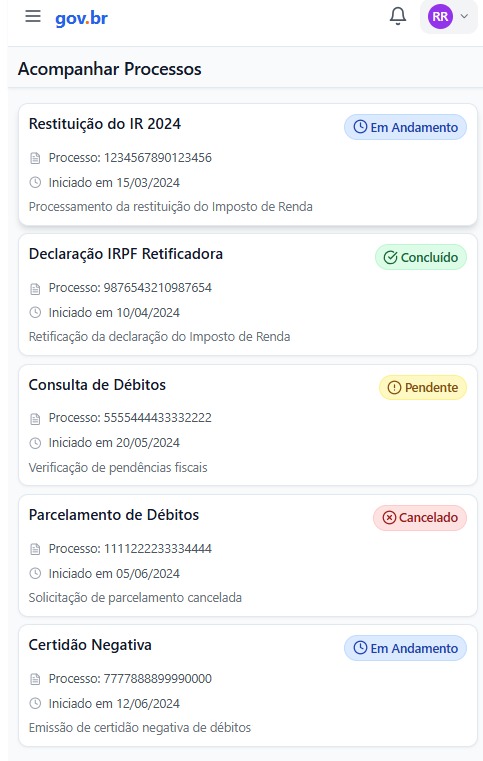 gov.br
RR
Acompanhar Processos
Restituição do IR 2024
Em Andamento
Processo: 1234567890123456
Iniciado em 15/03/2024
Processamento da restituição do Imposto de Renda
Declaração IRPF Retificadora
Concluído
Processo: 9876543210987654
Iniciado em 10/04/2024
Retificação da declaração do Imposto de Renda
Consulta de Débitos
Pendente
Processo: 5555444433332222
Iniciado em 20/05/2024
Verificação de pendências fiscais
Parcelamento de Débitos
Cancelado
Processo: 1111222233334444
Iniciado em 05/06/2024
Solicitação de parcelamento cancelada
Certidão Negativa
Em Andamento
Processo: 7777888899990000
Iniciado em 12/06/2024
Emissão de certidão negativa de débitos